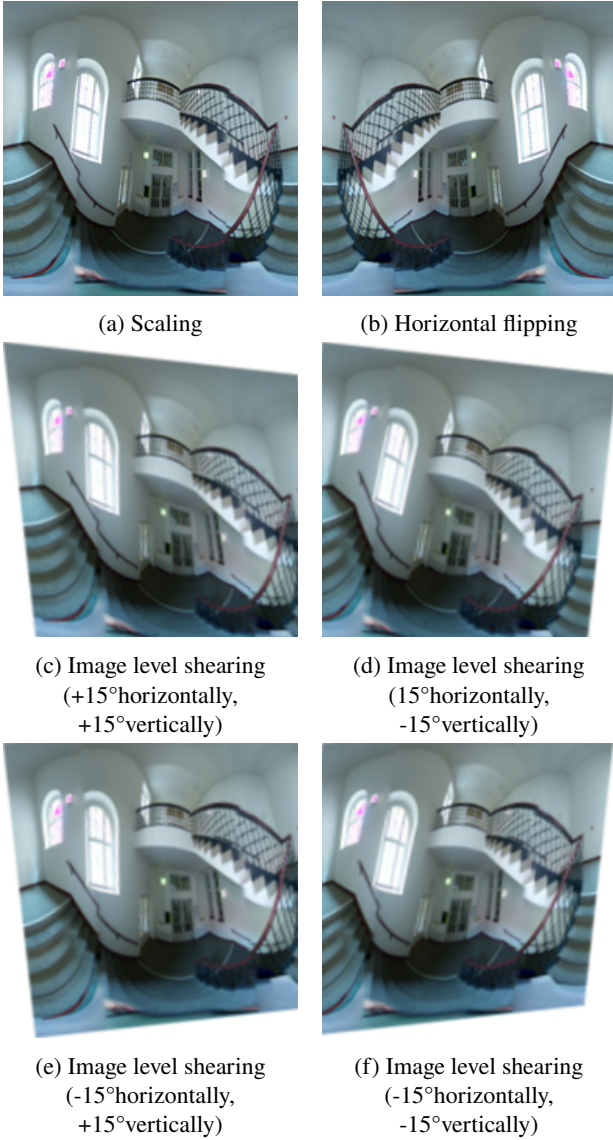 (a) Scaling
(b) Horizontal flipping
(c) Image level shearing
(+15°horizontally,
+15°vertically)
(d) Image level shearing
(15°horizontally,
-15°vertically)
(e) Image level shearing
(-15°horizontally,
+15°vertically)
(f) Image level shearing
(-15°horizontally,
-15°vertically)